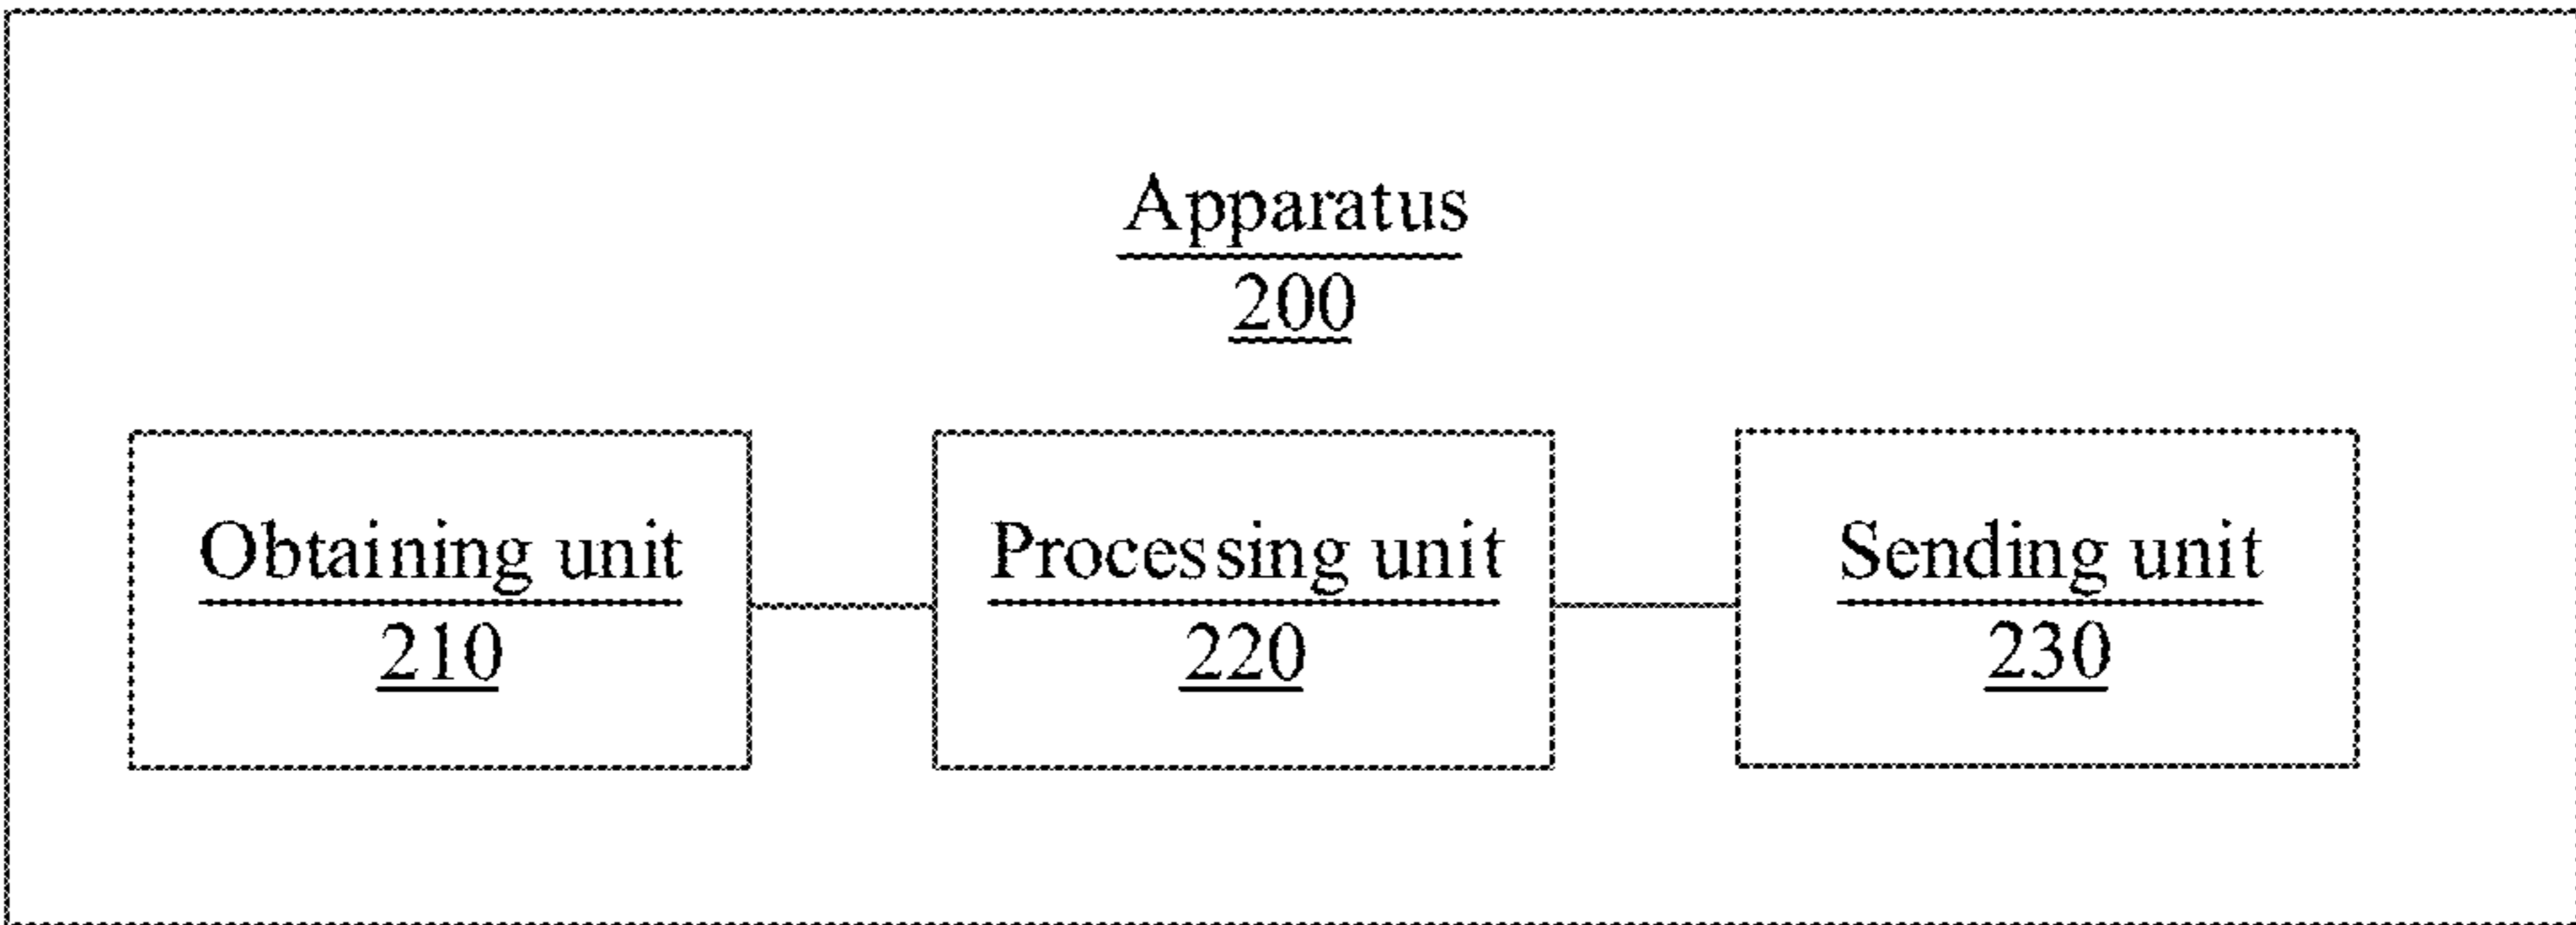 Apparatus
200
Obtaining unit
210
Processing unit
220
Sending unit
230